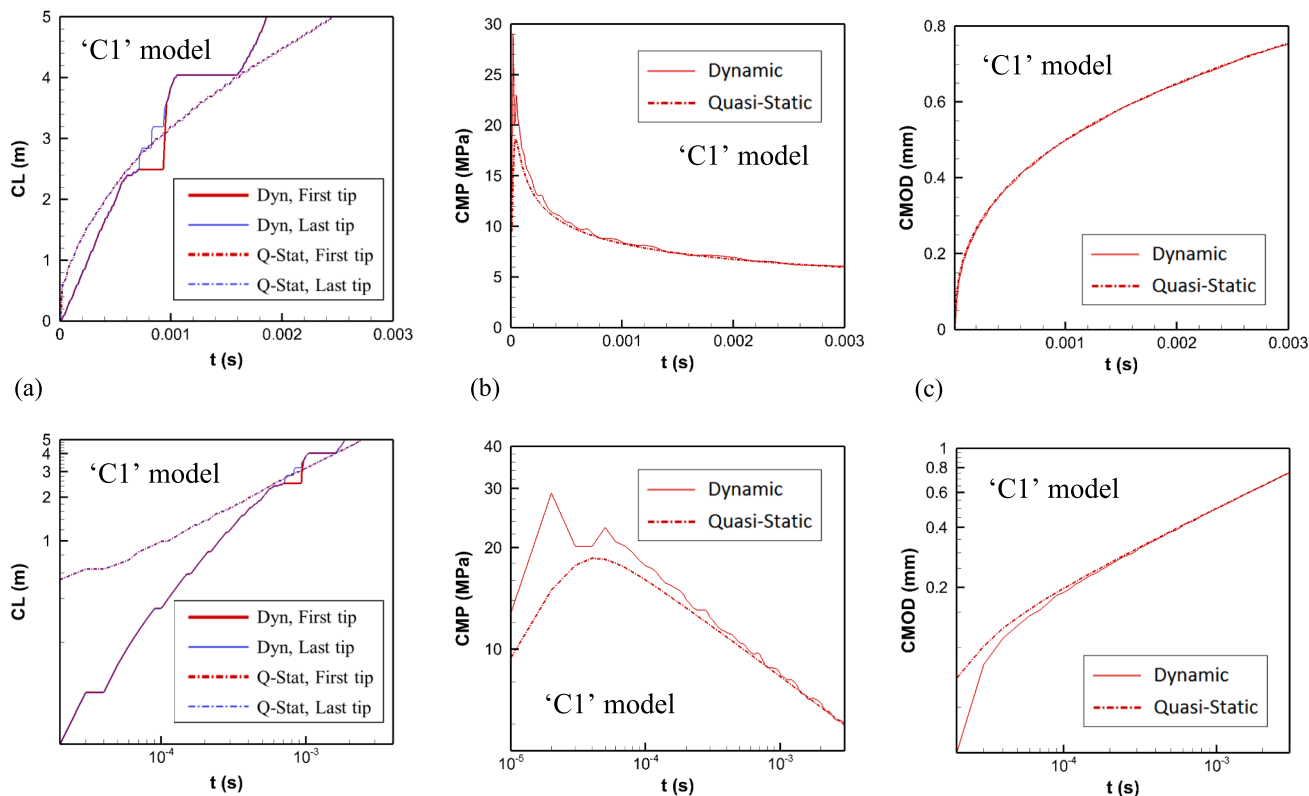 ‘C1’ model
CL (m)
5
4
3
2
1
0
0
0.001
0.002
0.003
t (s)
Dyn, First tip
Dyn, Last tip
Q-Stat, First tip
Q-Stat, Last tip
(a)
CMP (MPa)
30
25
20
15
10
5
0
0
0.001
0.002
0.003
t (s)
Dynamic
Quasi-Static
‘C1’ model
(b)
CMOD (mm)
0.8
0.6
0.4
0.2
0
0.001
0.002
0.003
t (s)
‘C1’ model
Dynamic
Quasi-Static
(c)
CL (m)
5
4
3
2
1
10-4
10-3
t (s)
‘C1’ model
Dyn, First tip
Dyn, Last tip
Q-Stat, First tip
Q-Stat, Last tip
CMP (MPa)
40
30
20
10
10-5
10-4
10-3
t (s)
Dynamic
Quasi-Static
‘C1’ model
CMOD (mm)
1
0.8
0.6
0.4
0.2
10-4
10-3
t (s)
‘C1’ model
Dynamic
Quasi-Static